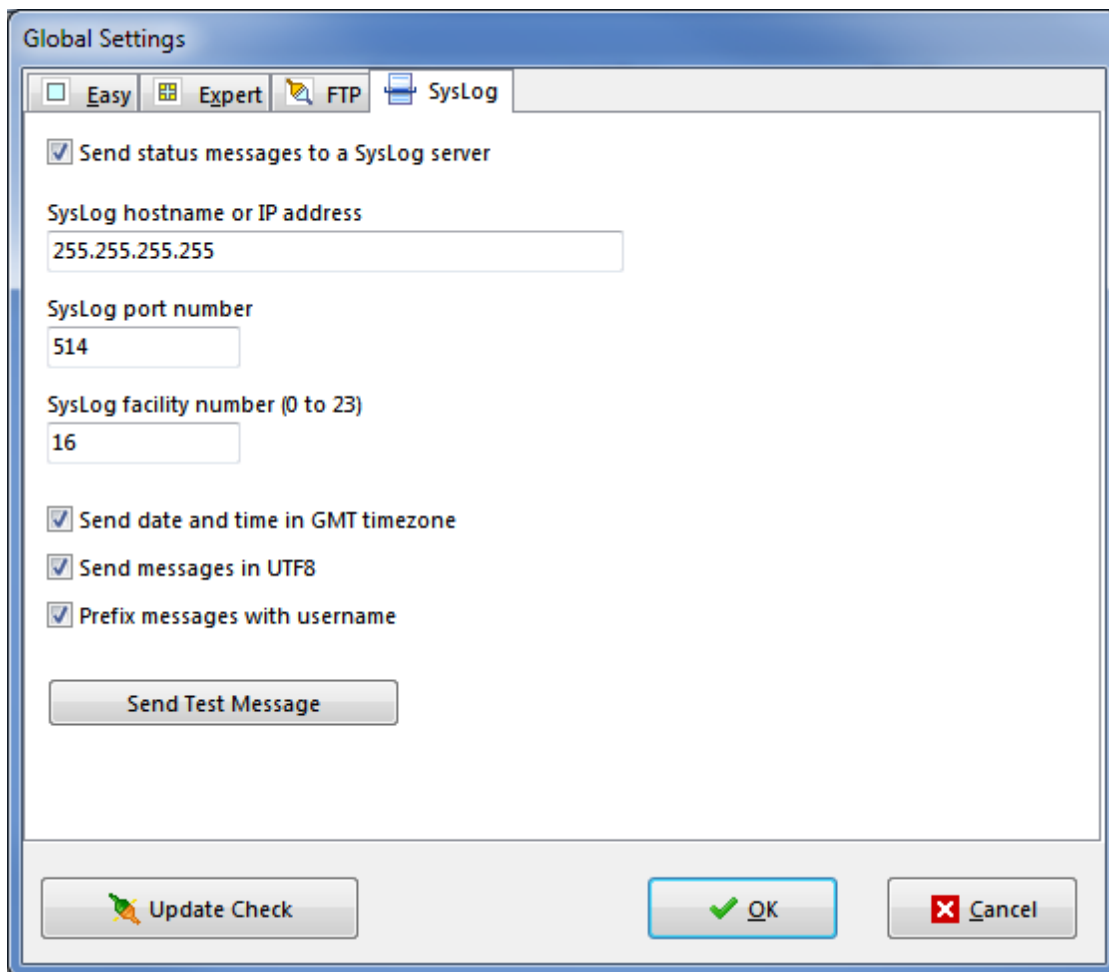 Global Settings
Easy Expert FTP SysLog
Send status messages to a SysLog server
SysLog hostname or IP address
255.255.255.255
SysLog port number
514
SysLog facility number (0 to 23)
16
Send date and time in GMT timezone
Send messages in UTF8
Prefix messages with username
Send Test Message
Update Check OK Cancel